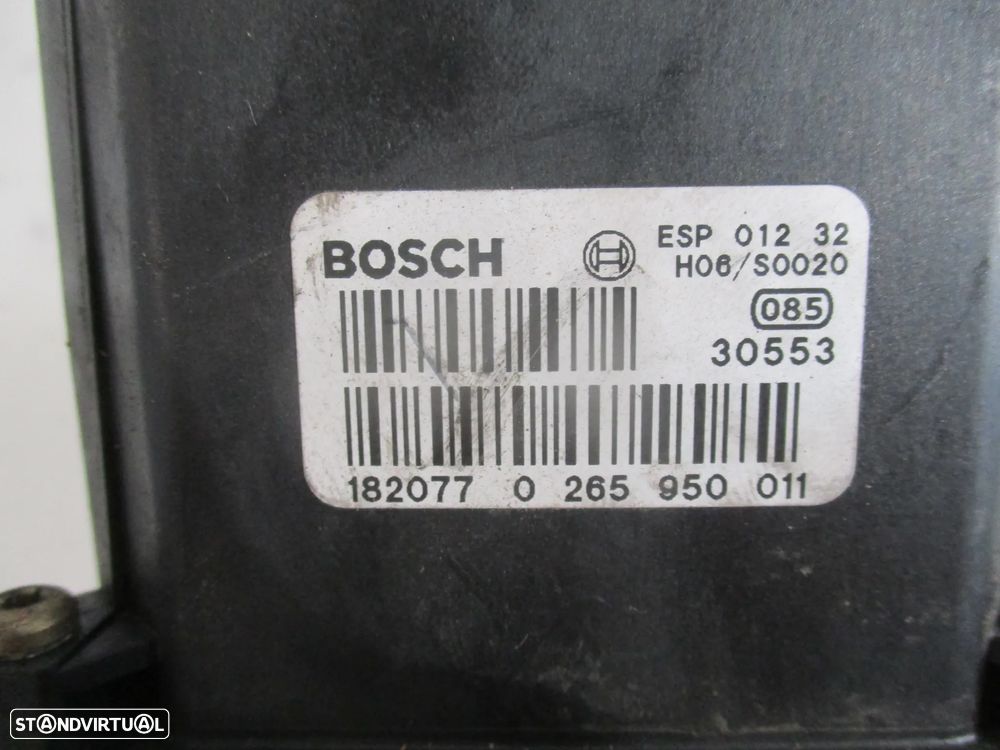 BOSCH
ESP 012 32
H06/S0020
085
30553
182077 0 265 950 011
STANDVIRTUAL